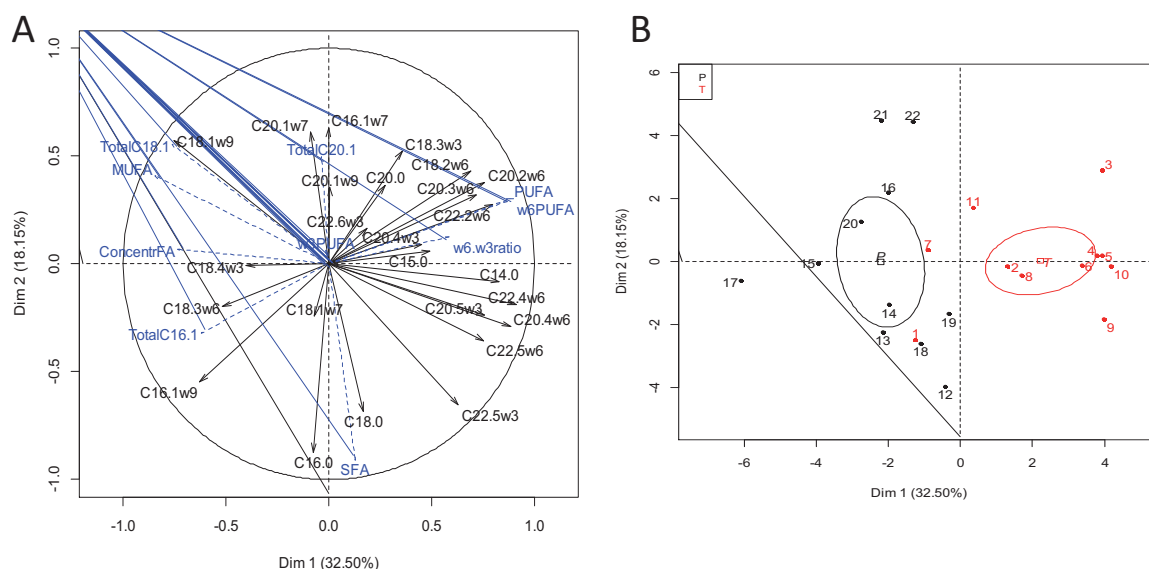 A
1.0
0.5
0.0
-0.5
-1.0
C20.1w7
C16.1w7
TotalC18.1
C18.1w9
TotalC20.1
C18.3w3
C18.2w6
MUFA
C20.1w9
C20.0
C20.3w6
C20.2w6
PUFA
w6PUFA
C22.2w6
C22.6w3
w3PUFA
C20.4w3
w6.w3ratio
ConcentrFA
C18.4w3
C15.0
C14.0
C18.3w6
C18.1w7
C20.5w3
C22.4w6
C20.4w6
TotalC16.1
C22.5w6
C16.1w9
C18.0
C22.5w3
C16.0
SFA
-1.0 -0.5 0.0 0.5 1.0
Dim 1 (32.50%)
Dim 2 (18.15%)
B
P
T
6
4
2
0
-2
-4
21
22
3
16
11
20
7
P
15
4
5
2
T
6
10
17
8
14
19
9
13
1
18
12
-6 -4 -2 0 2 4
Dim 1 (32.50%)
Dim 2 (18.15%)